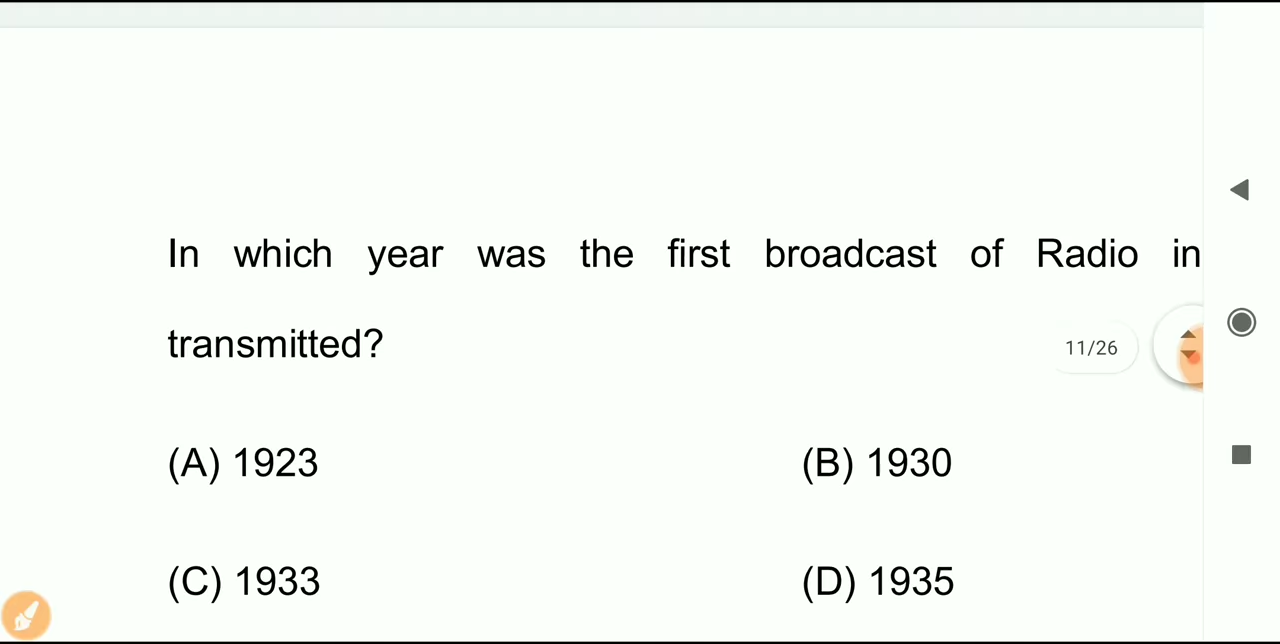 In which year was the first broadcast of Radio in
transmitted?
11/26
(A) 1923
(B) 1930
(C) 1933
(D) 1935